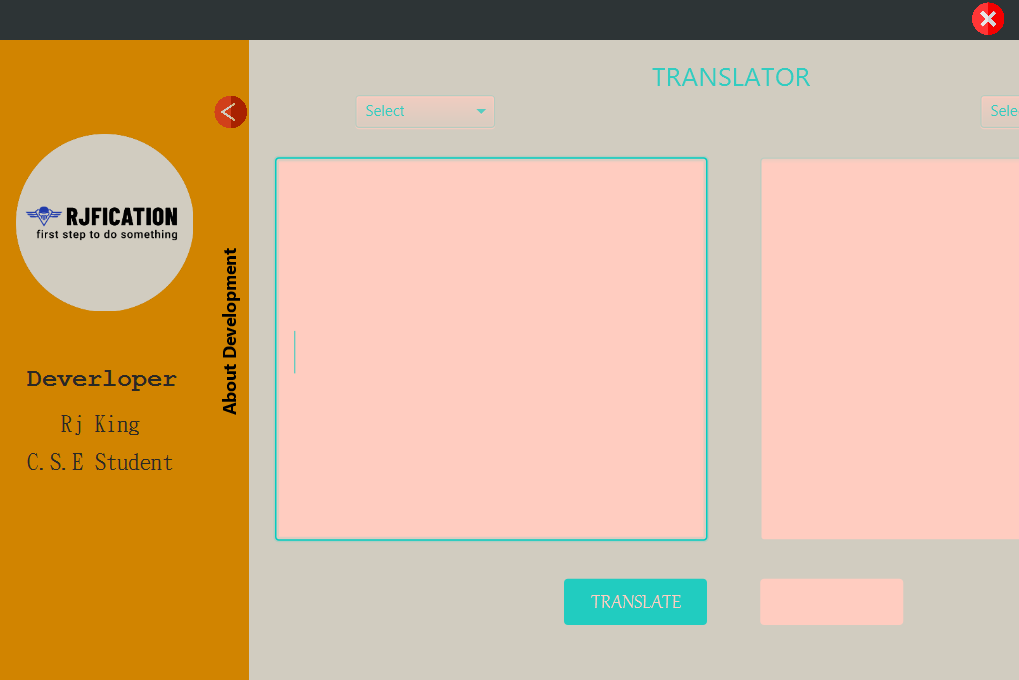 TRANSLATOR
Select
Sele
RJFICATION
first step to do something
About Development
Deverloper
Rj King
C.S.E Student
TRANSLATE